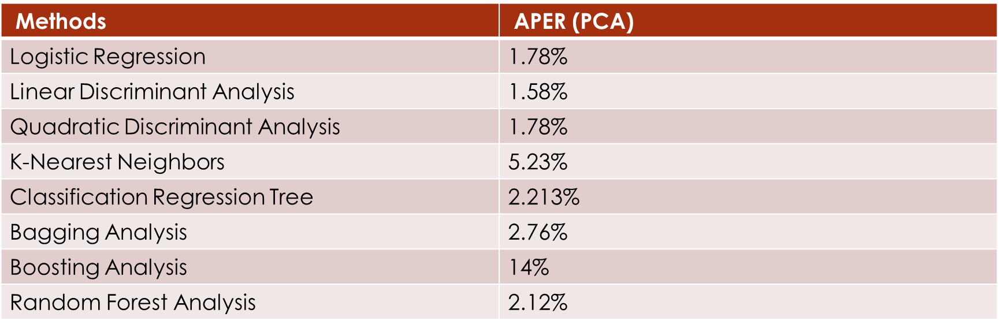 Methods APER (PCA)
Logistic Regression 1.78%
Linear Discriminant Analysis 1.58%
Quadratic Discriminant Analysis 1.78%
K-Nearest Neighbors 5.23%
Classification Regression Tree 2.213%
Bagging Analysis 2.76%
Boosting Analysis 14%
Random Forest Analysis 2.12%